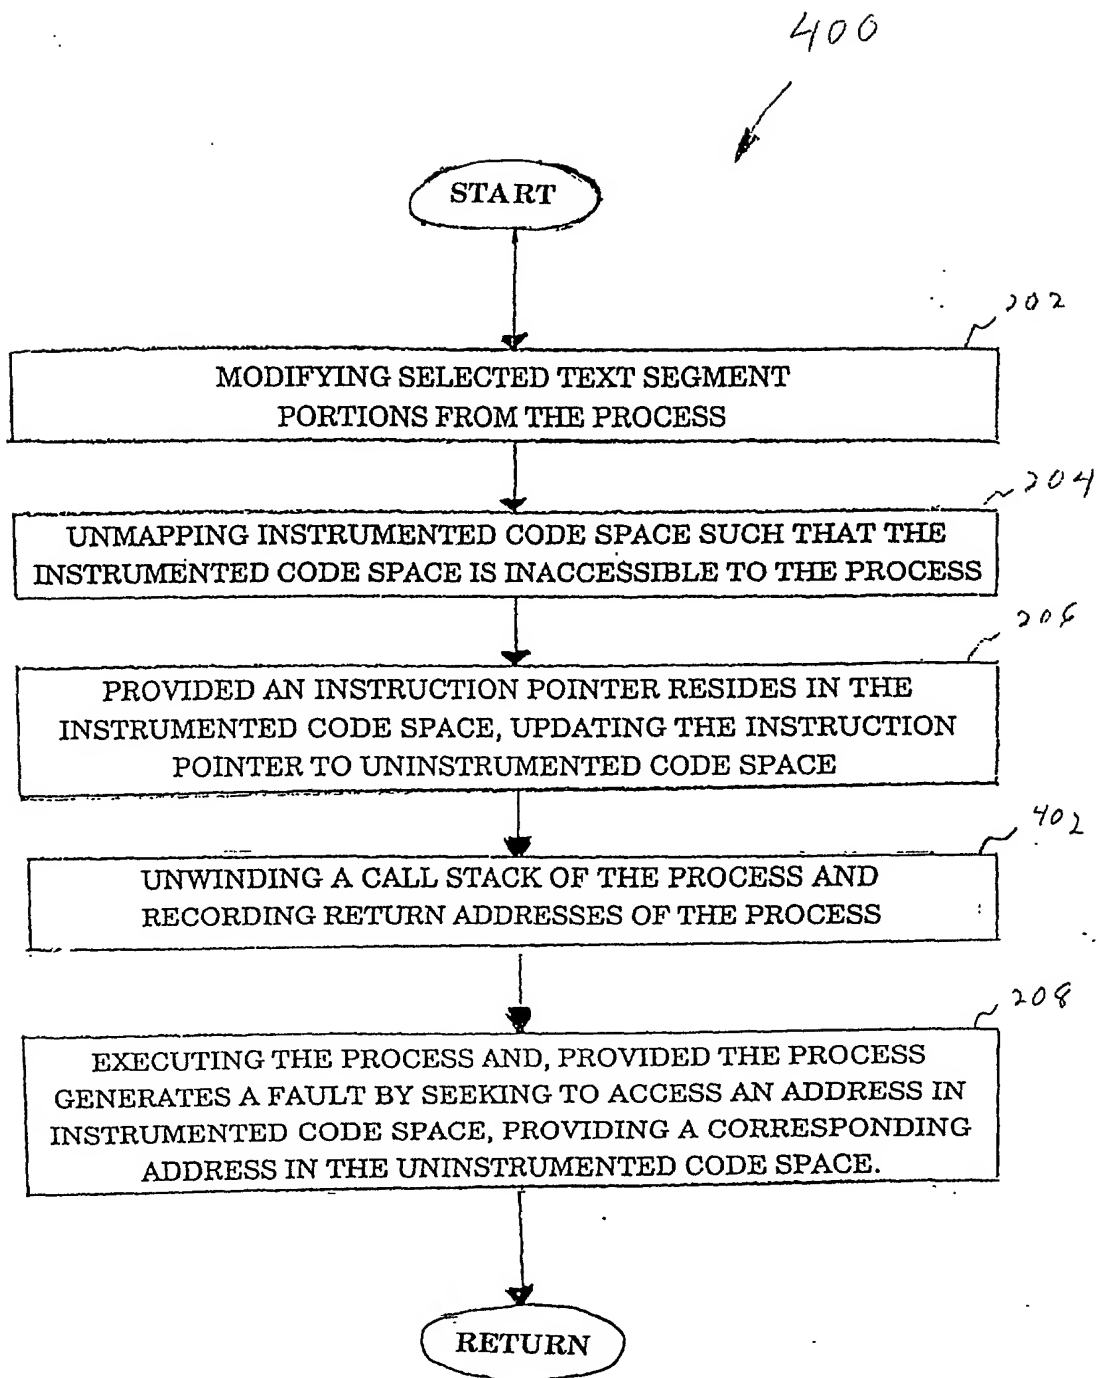 400
START
202
MODIFYING SELECTED TEXT SEGMENT
PORTIONS FROM THE PROCESS
204
UNMAPPING INSTRUMENTED CODE SPACE SUCH THAT THE
INSTRUMENTED CODE SPACE IS INACCESSIBLE TO THE PROCESS
206
PROVIDED AN INSTRUCTION POINTER RESIDES IN THE
INSTRUMENTED CODE SPACE, UPDATING THE INSTRUCTION
POINTER TO UNINSTRUMENTED CODE SPACE
402
UNWINDING A CALL STACK OF THE PROCESS AND
RECORDING RETURN ADDRESSES OF THE PROCESS
208
EXECUTING THE PROCESS AND, PROVIDED THE PROCESS
GENERATES A FAULT BY SEEKING TO ACCESS AN ADDRESS IN
INSTRUMENTED CODE SPACE, PROVIDING A CORRESPONDING
ADDRESS IN THE UNINSTRUMENTED CODE SPACE.
RETURN